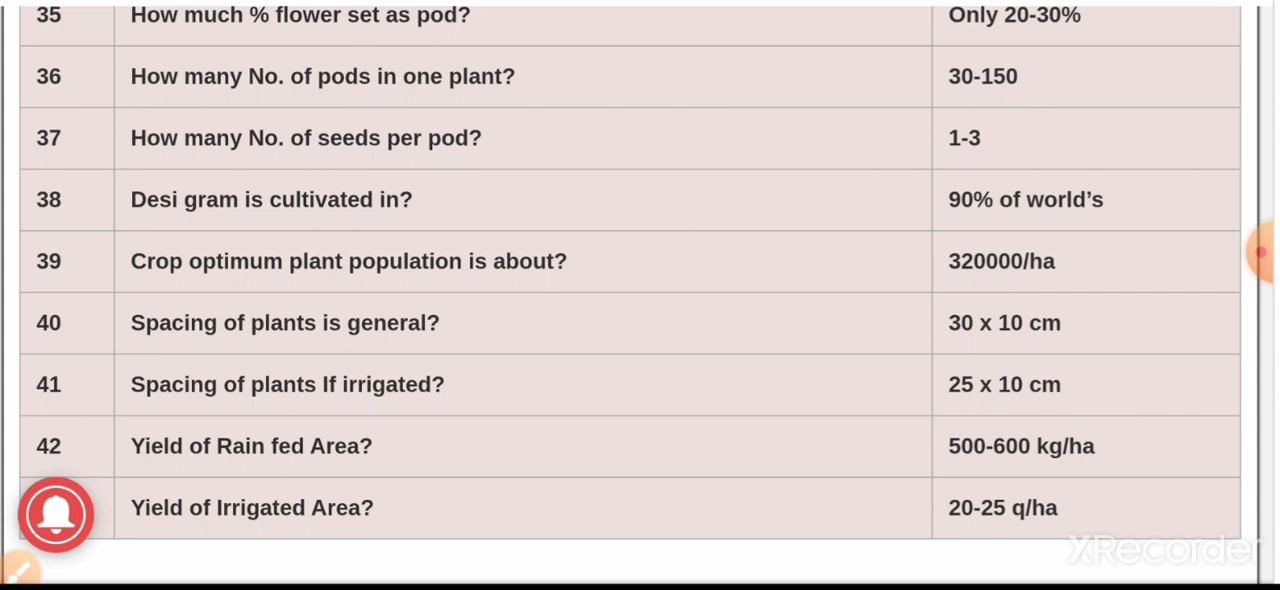 35 How much % flower set as pod? Only 20-30%
36 How many No. of pods in one plant? 30-150
37 How many No. of seeds per pod? 1-3
38 Desi gram is cultivated in? 90% of world’s
39 Crop optimum plant population is about? 320000/ha
40 Spacing of plants is general? 30 x 10 cm
41 Spacing of plants If irrigated? 25 x 10 cm
42 Yield of Rain fed Area? 500-600 kg/ha
Yield of Irrigated Area? 20-25 q/ha
XRecorder